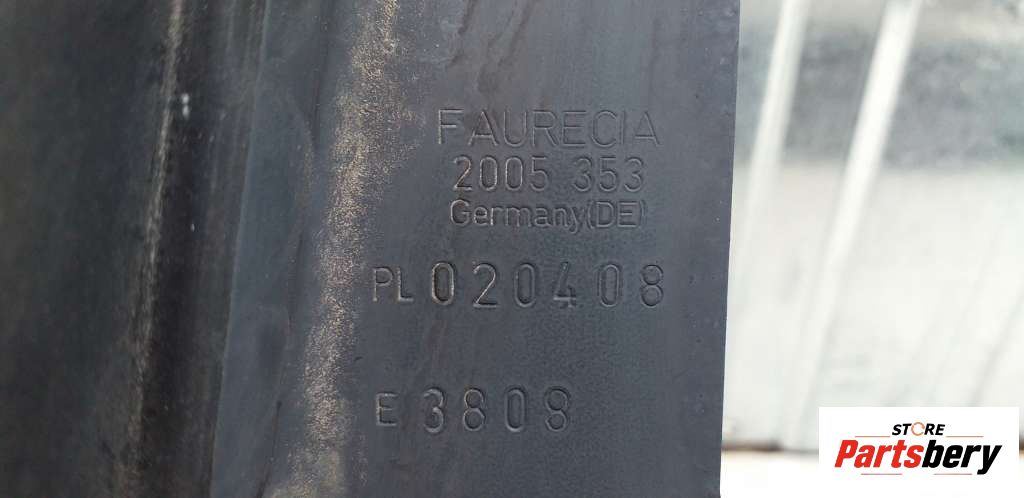 FAURECIA
2005 353
Germany(DE)
PL 020408
E 3808
STORE
Partsbery